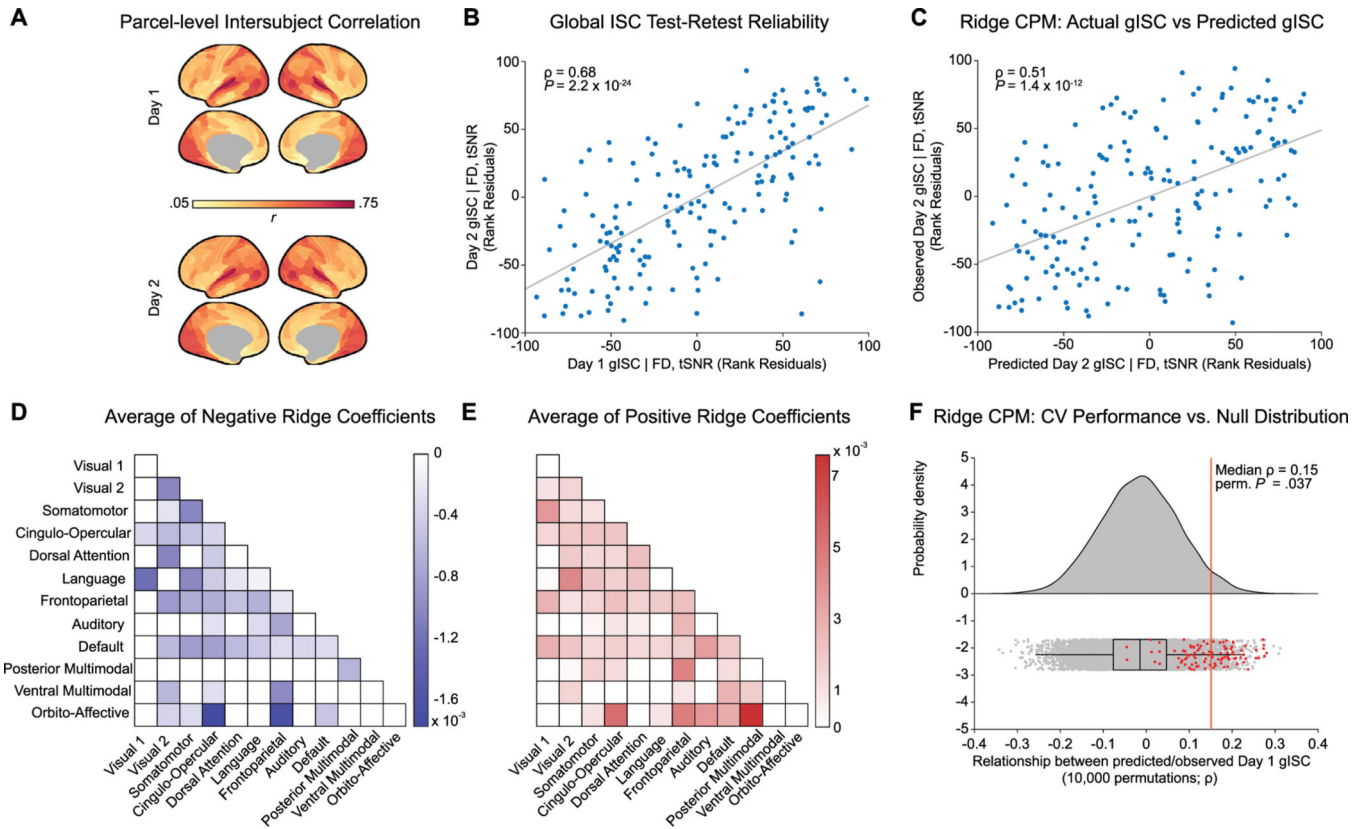 A
Parcel-level Intersubject Correlation
Day 1
.05
.75
r
Day 2
B
Global ISC Test-Retest Reliability
ρ = 0.68
P = 2.2 x 10-24
Day 2 gISC | FD, tSNR
(Rank Residuals)
100
50
0
-50
-100
-100
-50
0
50
100
Day 1 gISC | FD, tSNR (Rank Residuals)
C
Ridge CPM: Actual gISC vs Predicted gISC
ρ = 0.51
P = 1.4 x 10-12
Observed Day 2 gISC | FD, tSNR
(Rank Residuals)
100
50
0
-50
-100
-100
-50
0
50
100
Predicted Day 2 gISC | FD, tSNR (Rank Residuals)
D
Average of Negative Ridge Coefficients
Visual 1
Visual 2
Somatomotor
Cingulo-Opercular
Dorsal Attention
Language
Frontoparietal
Auditory
Default
Posterior Multimodal
Ventral Multimodal
Orbito-Affective
Visual 1
Visual 2
Somatomotor
Cingulo-Opercular
Dorsal Attention
Language
Frontoparietal
Auditory
Default
Posterior Multimodal
Ventral Multimodal
Orbito-Affective
0
-0.4
-0.8
-1.2
-1.6
x 10-3
E
Average of Positive Ridge Coefficients
x 10-3
7
5
3
1
0
Visual 1
Visual 2
Somatomotor
Cingulo-Opercular
Dorsal Attention
Language
Frontoparietal
Auditory
Default
Posterior Multimodal
Ventral Multimodal
Orbito-Affective
F
Ridge CPM: CV Performance vs. Null Distribution
Median ρ = 0.15
perm. P = .037
Probability density
5
4
3
2
1
0
-1
-2
-3
-4
-5
-0.4
-0.3
-0.2
-0.1
0
0.1
0.2
0.3
0.4
Relationship between predicted/observed Day 1 gISC
(10,000 permutations; ρ)